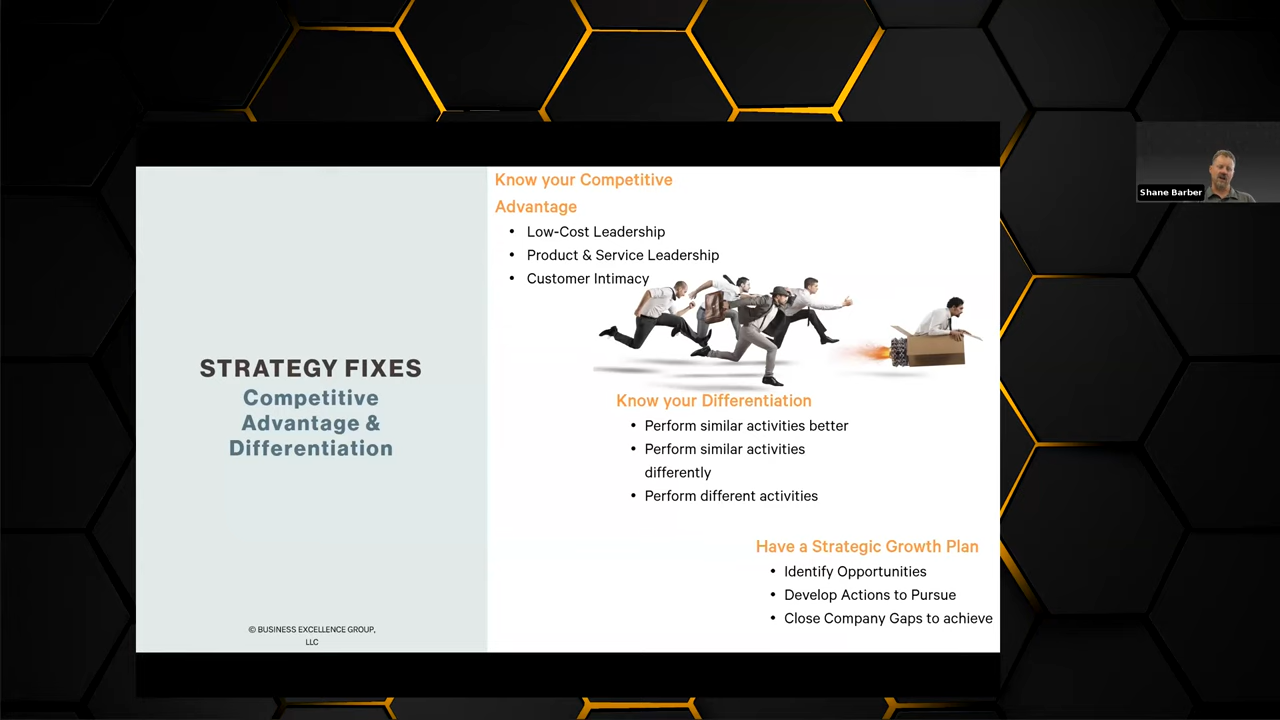 STRATEGY FIXES
Competitive
Advantage &
Differentiation
© BUSINESS EXCELLENCE GROUP,
LLC
Know your Competitive
Advantage
• Low-Cost Leadership
• Product & Service Leadership
• Customer Intimacy
Know your Differentiation
• Perform similar activities better
• Perform similar activities
differently
• Perform different activities
Have a Strategic Growth Plan
• Identify Opportunities
• Develop Actions to Pursue
• Close Company Gaps to achieve
Shane Barber